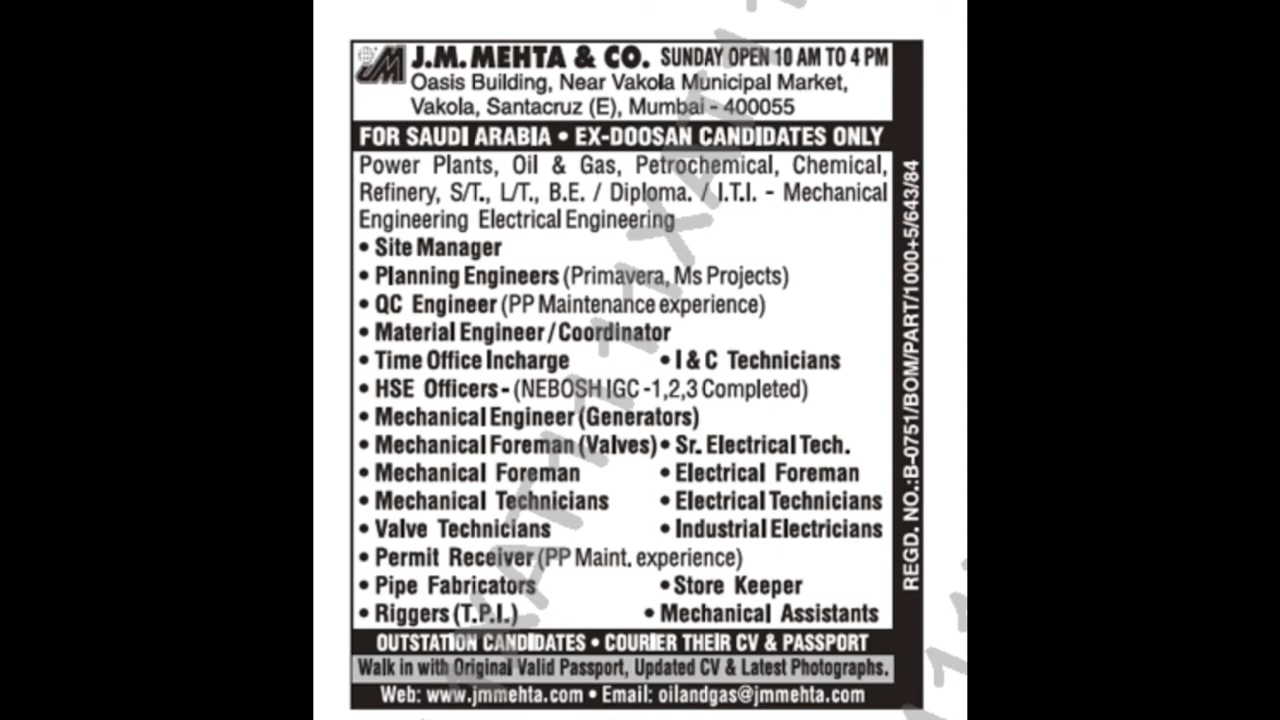 J.M. MEHTA & CO. SUNDAY OPEN 10 AM TO 4 PM
Oasis Building, Near Vakola Municipal Market,
Vakola, Santacruz (E), Mumbai - 400055
FOR SAUDI ARABIA • EX-DOOSAN CANDIDATES ONLY
Power Plants, Oil & Gas, Petrochemical, Chemical,
Refinery, S/T., L/T., B.E. / Diploma. / I.T.I. - Mechanical
Engineering Electrical Engineering
• Site Manager
• Planning Engineers (Primavera, Ms Projects)
• QC Engineer (PP Maintenance experience)
• Material Engineer / Coordinator
• Time Office Incharge • I & C Technicians
• HSE Officers - (NEBOSH IGC -1,2,3 Completed)
• Mechanical Engineer (Generators)
• Mechanical Foreman (Valves) • Sr. Electrical Tech.
• Mechanical Foreman • Electrical Foreman
• Mechanical Technicians • Electrical Technicians
• Valve Technicians • Industrial Electricians
• Permit Receiver (PP Maint. experience)
• Pipe Fabricators • Store Keeper
• Riggers (T.P.I.) • Mechanical Assistants
OUTSTATION CANDIDATES • COURIER THEIR CV & PASSPORT
Walk in with Original Valid Passport, Updated CV & Latest Photographs.
Web: www.jmmehta.com • Email: oilandgas@jmmehta.com
REGD. NO.:B-0751/BOM/PART/1000+5/643/84